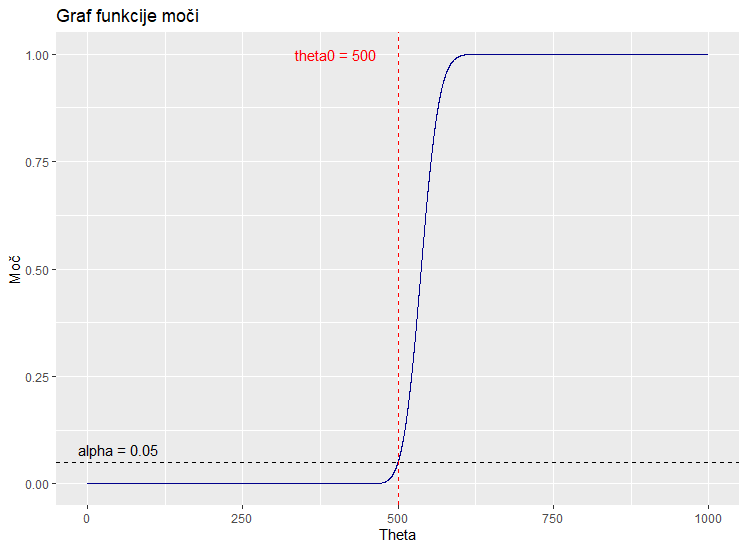 Graf funkcije moči
theta0 = 500
1.00
0.75
0.50
0.25
0.00
Moč
alpha = 0.05
0 250 500 750 1000
Theta